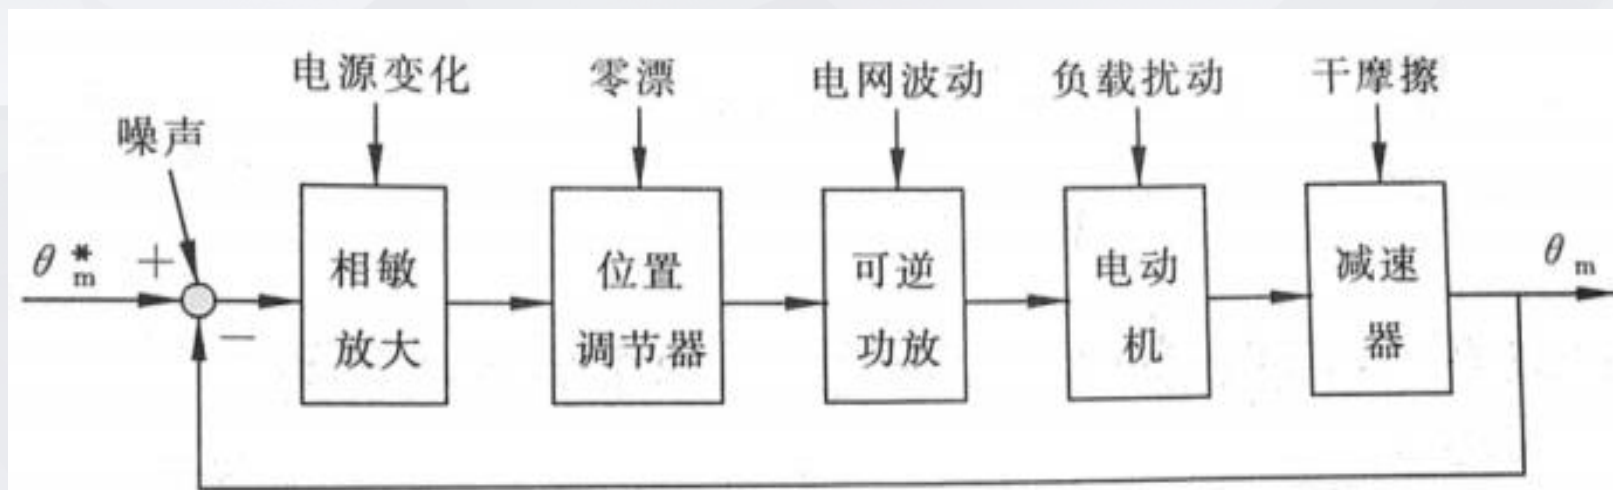 电源变化
零漂
电网波动
负载扰动
干摩擦
噪声
θ*m
+
−
相敏
放大
位置
调节器
可逆
功放
电动
机
减速
器
θm